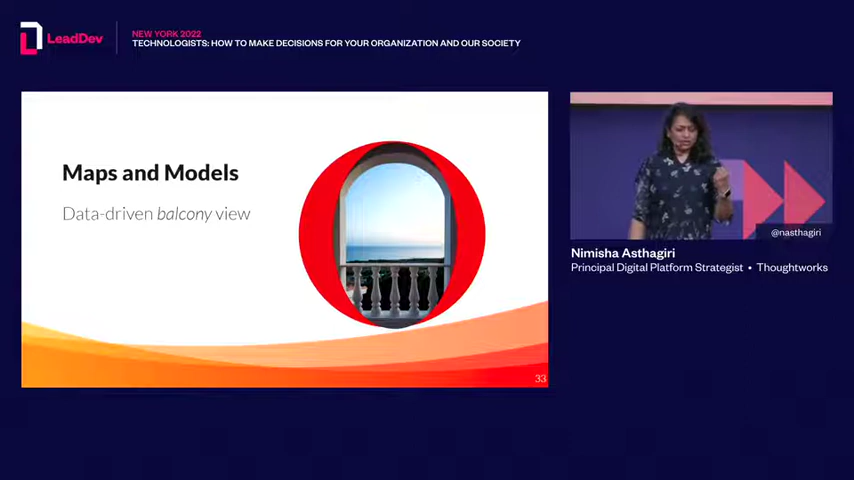 LeadDev
NEW YORK 2022
TECHNOLOGISTS: HOW TO MAKE DECISIONS FOR YOUR ORGANIZATION AND OUR SOCIETY
Maps and Models
Data-driven balcony view
33
@nasthagiri
Nimisha Asthagiri
Principal Digital Platform Strategist • Thoughtworks